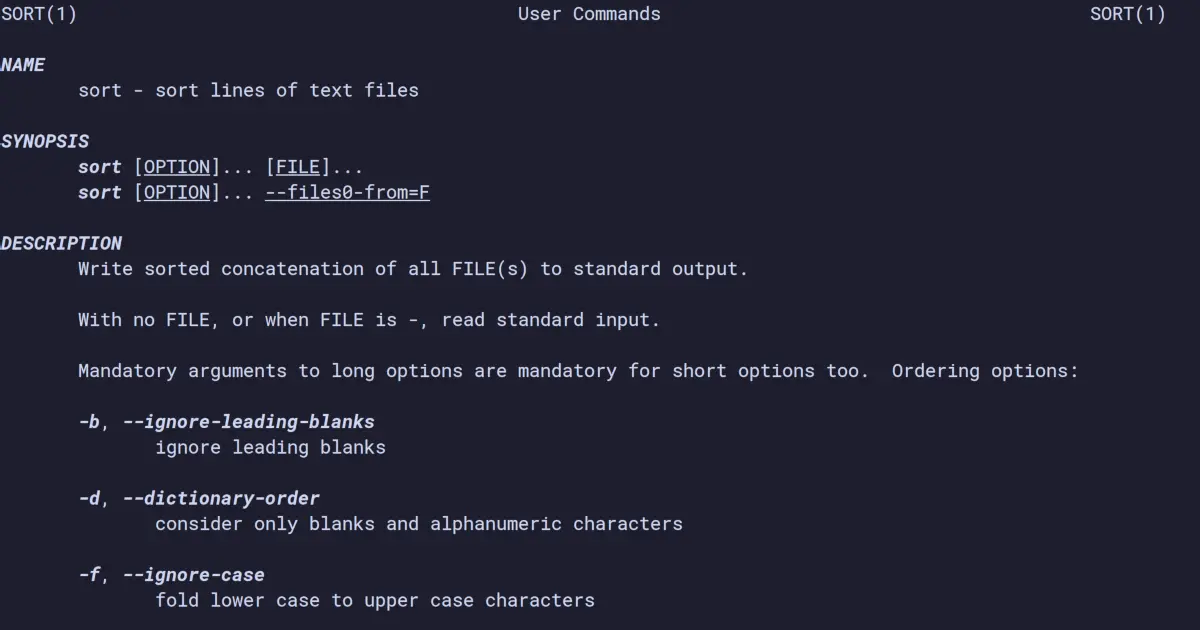 SORT(1) User Commands SORT(1)
NAME
sort - sort lines of text files
SYNOPSIS
sort [OPTION]... [FILE]...
sort [OPTION]... --files0-from=F
DESCRIPTION
Write sorted concatenation of all FILE(s) to standard output.
With no FILE, or when FILE is -, read standard input.
Mandatory arguments to long options are mandatory for short options too.  Ordering options:
-b, --ignore-leading-blanks
ignore leading blanks
-d, --dictionary-order
consider only blanks and alphanumeric characters
-f, --ignore-case
fold lower case to upper case characters